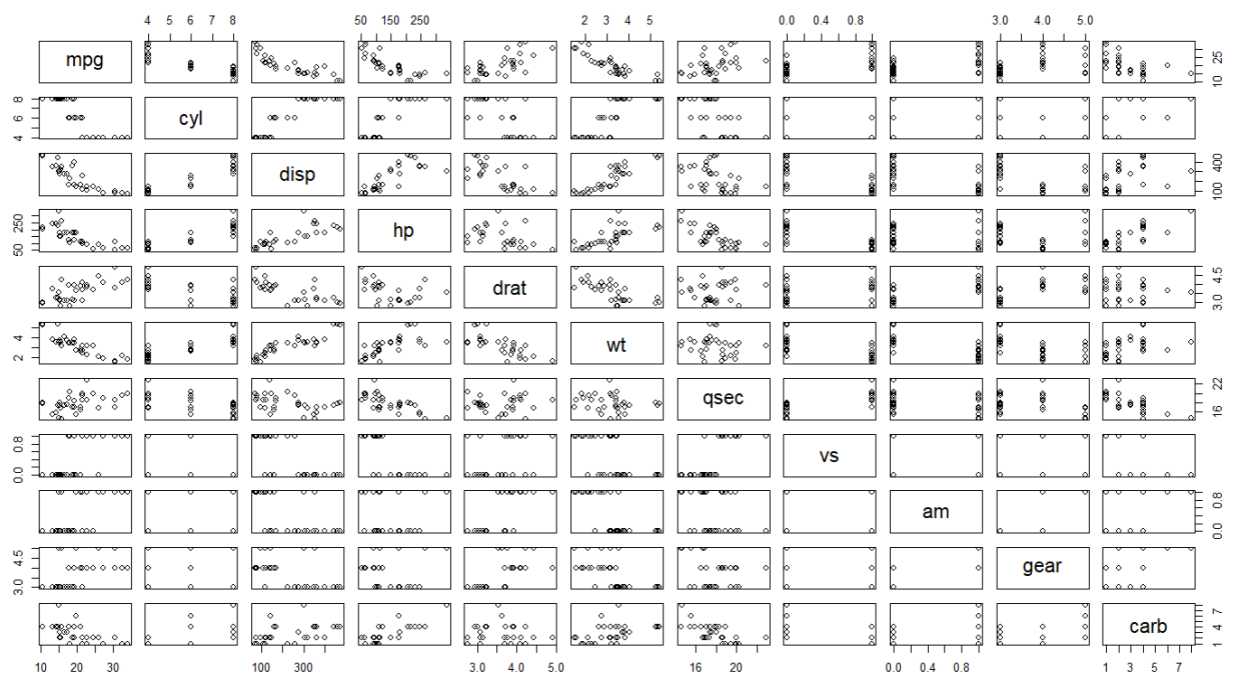 4 5 6 7 8 50 150 250 2 3 4 5 0.0 0.4 0.8 3.0 4.0 5.0
mpg 10 25
4 6 8 cyl
disp 100 400
50 250 hp
drat 3.0 4.5
2 4 wt
qsec 16 22
0.0 0.8 vs
am 0.0 0.8
3.0 4.5 gear
carb 1 4 7
10 15 20 25 30 100 300 3.0 4.0 5.0 16 20 0.0 0.4 0.8 1 3 5 7